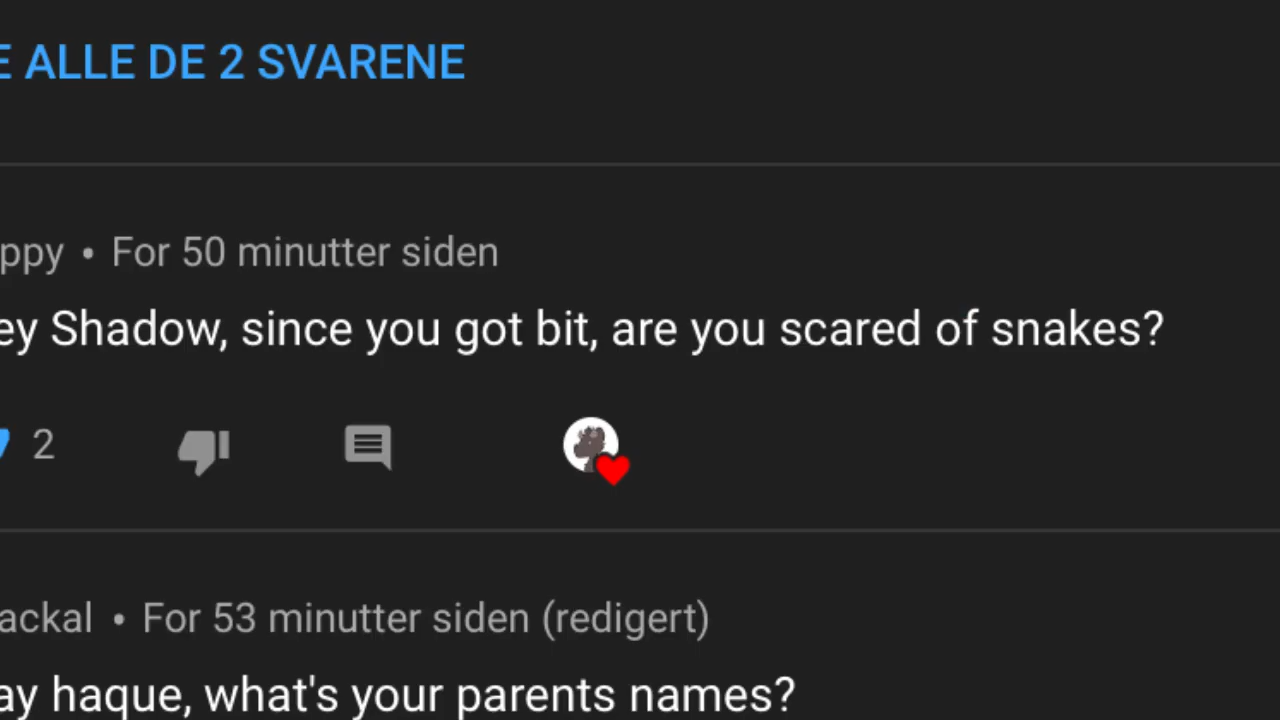 E ALLE DE 2 SVARENE
ppy • For 50 minutter siden
ey Shadow, since you got bit, are you scared of snakes?
2
ackal • For 53 minutter siden (redigert)
ay haque, what's your parents names?